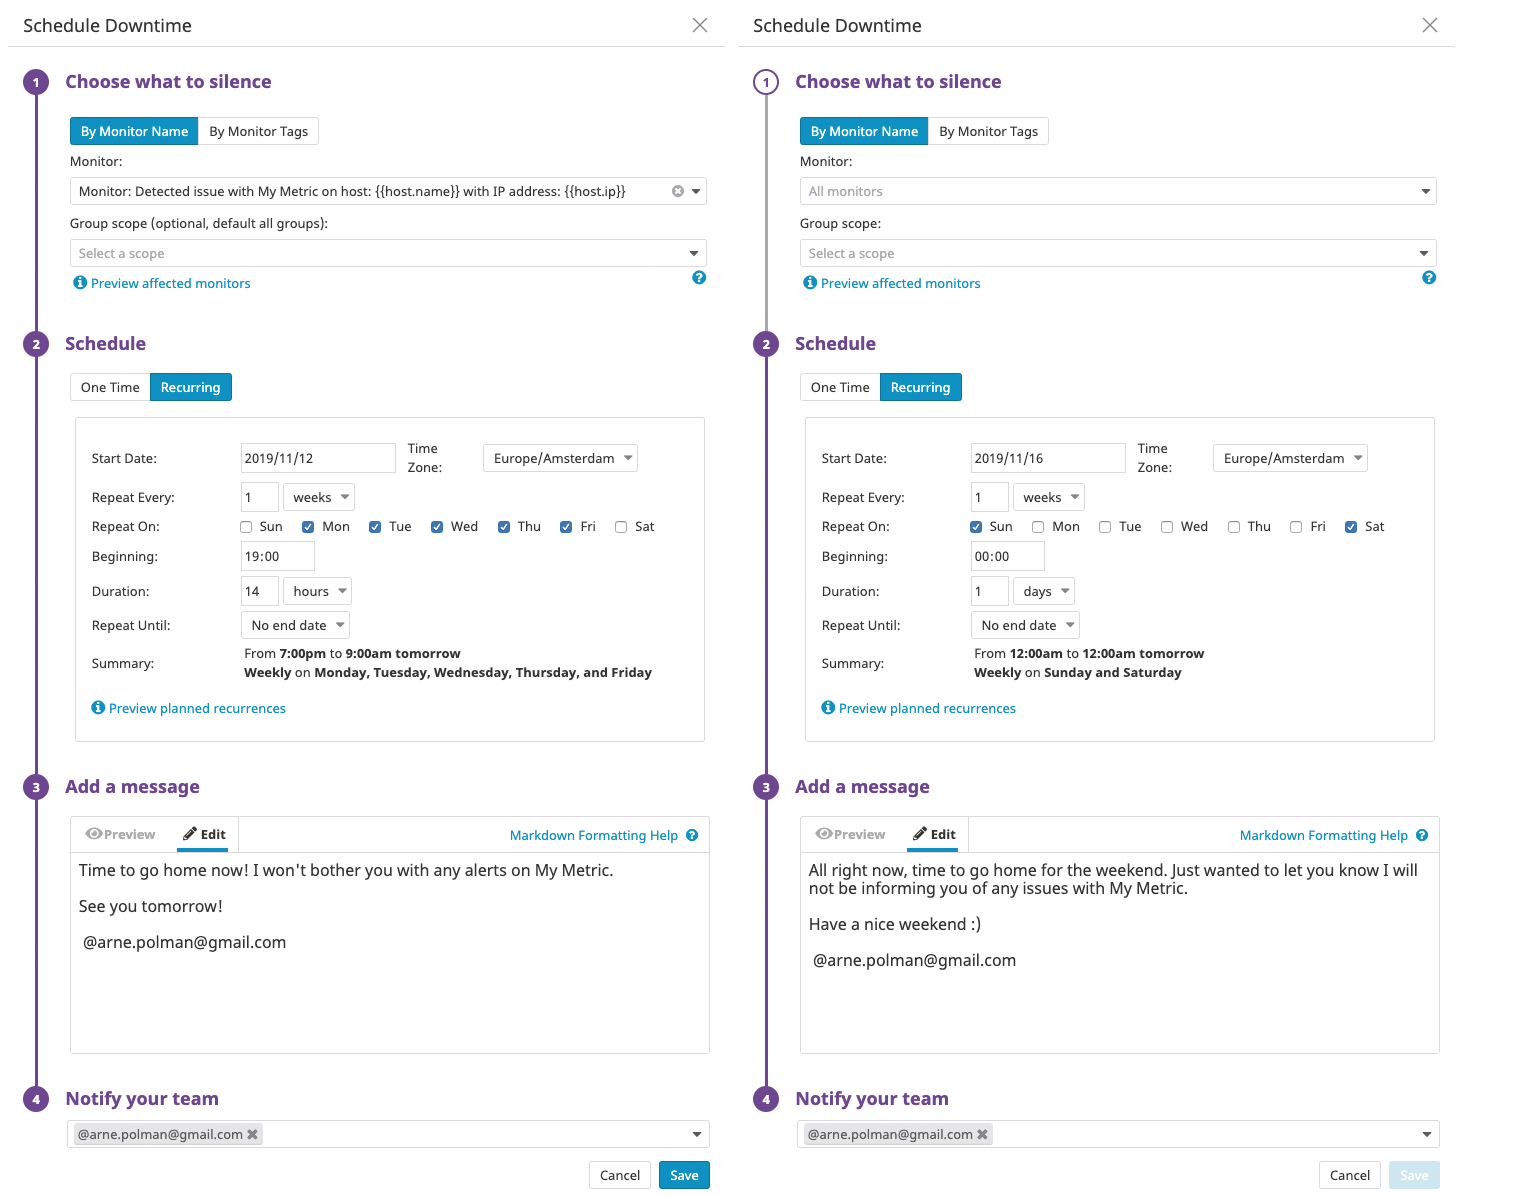 Schedule Downtime
1 Choose what to silence
By Monitor Name By Monitor Tags
Monitor:
Monitor: Detected issue with My Metric on host: {{host.name}} with IP address: {{host.ip}}
Group scope (optional, default all groups):
Select a scope
Preview affected monitors
2 Schedule
One Time Recurring
Start Date: 2019/11/12 Time Zone: Europe/Amsterdam
Repeat Every: 1 weeks
Repeat On: Sun Mon Tue Wed Thu Fri Sat
Beginning: 19:00
Duration: 14 hours
Repeat Until: No end date
Summary: From 7:00pm to 9:00am tomorrow
Weekly on Monday, Tuesday, Wednesday, Thursday, and Friday
Preview planned recurrences
3 Add a message
Preview Edit Markdown Formatting Help ?
Time to go home now! I won't bother you with any alerts on My Metric.
See you tomorrow!
@arne.polman@gmail.com
4 Notify your team
@arne.polman@gmail.com
Cancel Save
Schedule Downtime
1 Choose what to silence
By Monitor Name By Monitor Tags
Monitor:
All monitors
Group scope:
Select a scope
Preview affected monitors
2 Schedule
One Time Recurring
Start Date: 2019/11/16 Time Zone: Europe/Amsterdam
Repeat Every: 1 weeks
Repeat On: Sun Mon Tue Wed Thu Fri Sat
Beginning: 00:00
Duration: 1 days
Repeat Until: No end date
Summary: From 12:00am to 12:00am tomorrow
Weekly on Sunday and Saturday
Preview planned recurrences
3 Add a message
Preview Edit Markdown Formatting Help ?
All right now, time to go home for the weekend. Just wanted to let you know I will
not be informing you of any issues with My Metric.
Have a nice weekend :)
@arne.polman@gmail.com
4 Notify your team
@arne.polman@gmail.com
Cancel Save